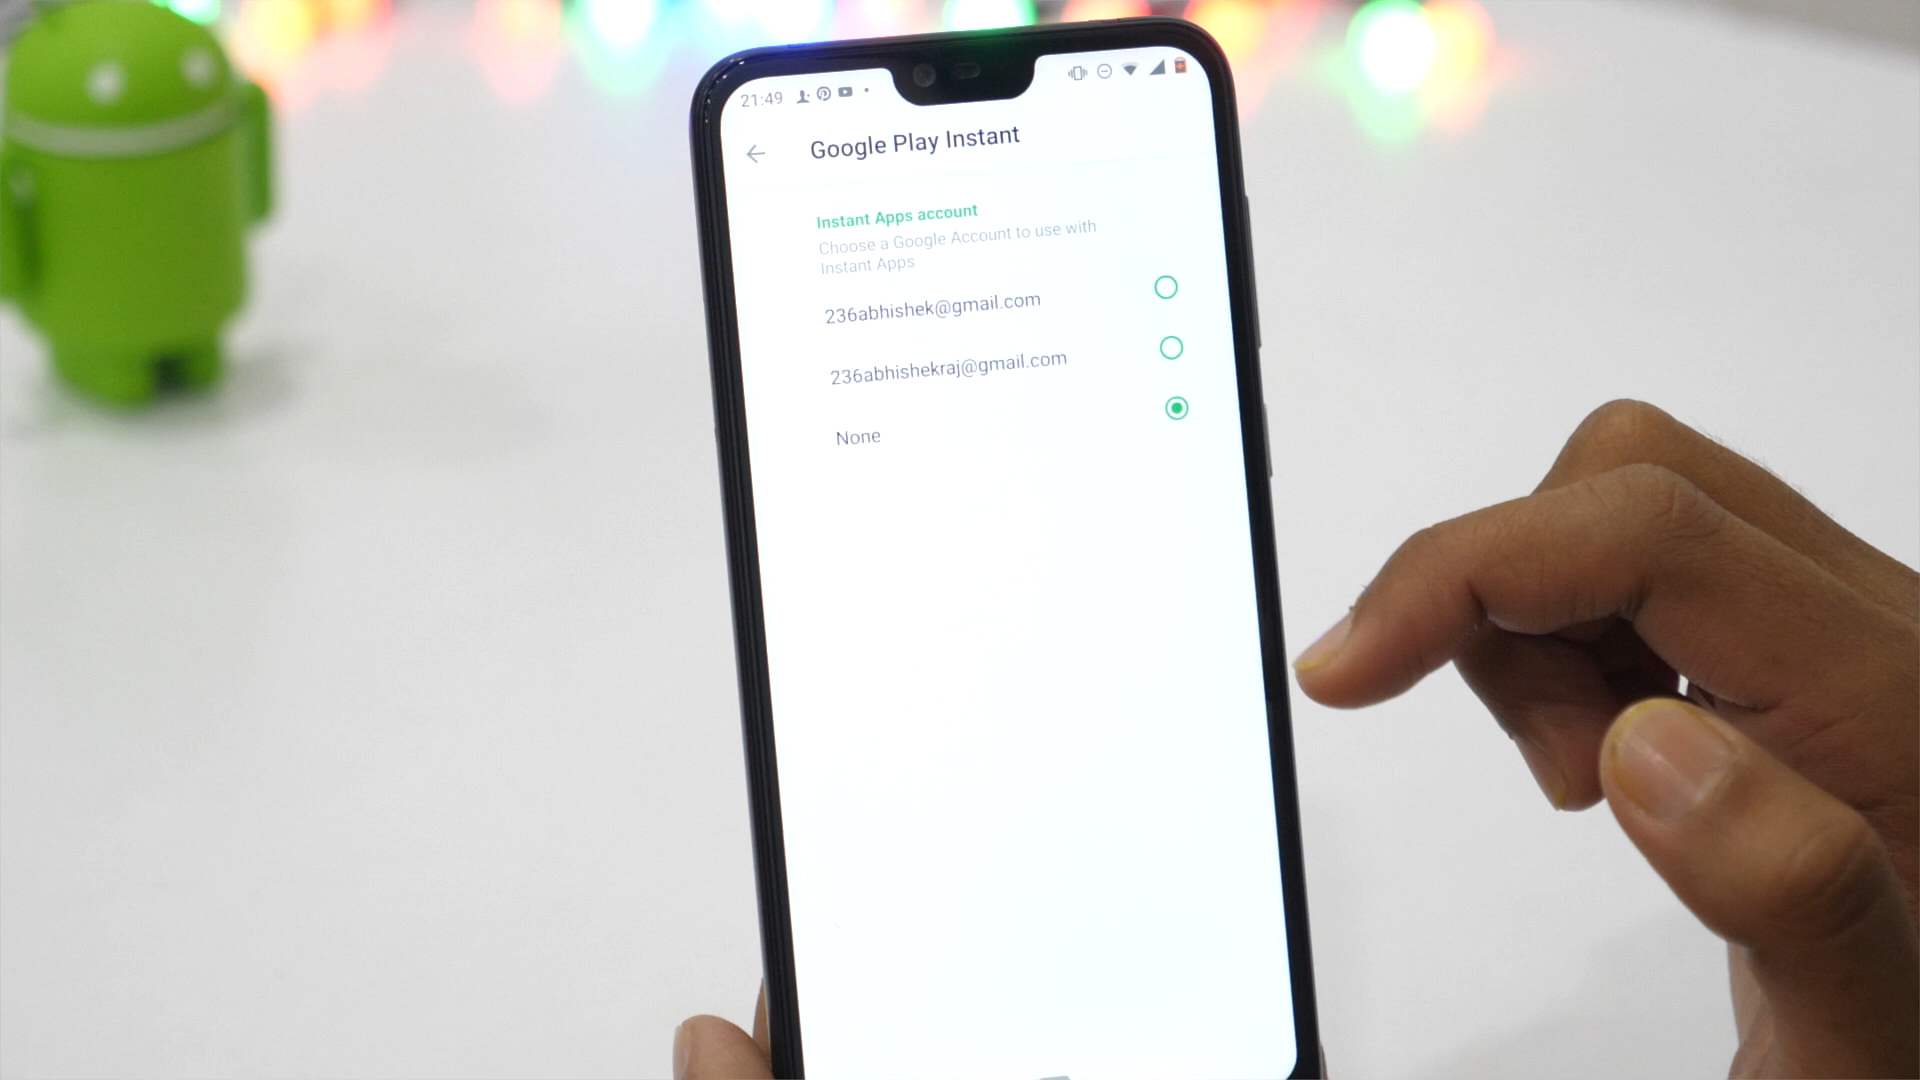 21:49
Google Play Instant
Instant Apps account
Choose a Google Account to use with
Instant Apps
236abhishek@gmail.com
236abhishekraj@gmail.com
None